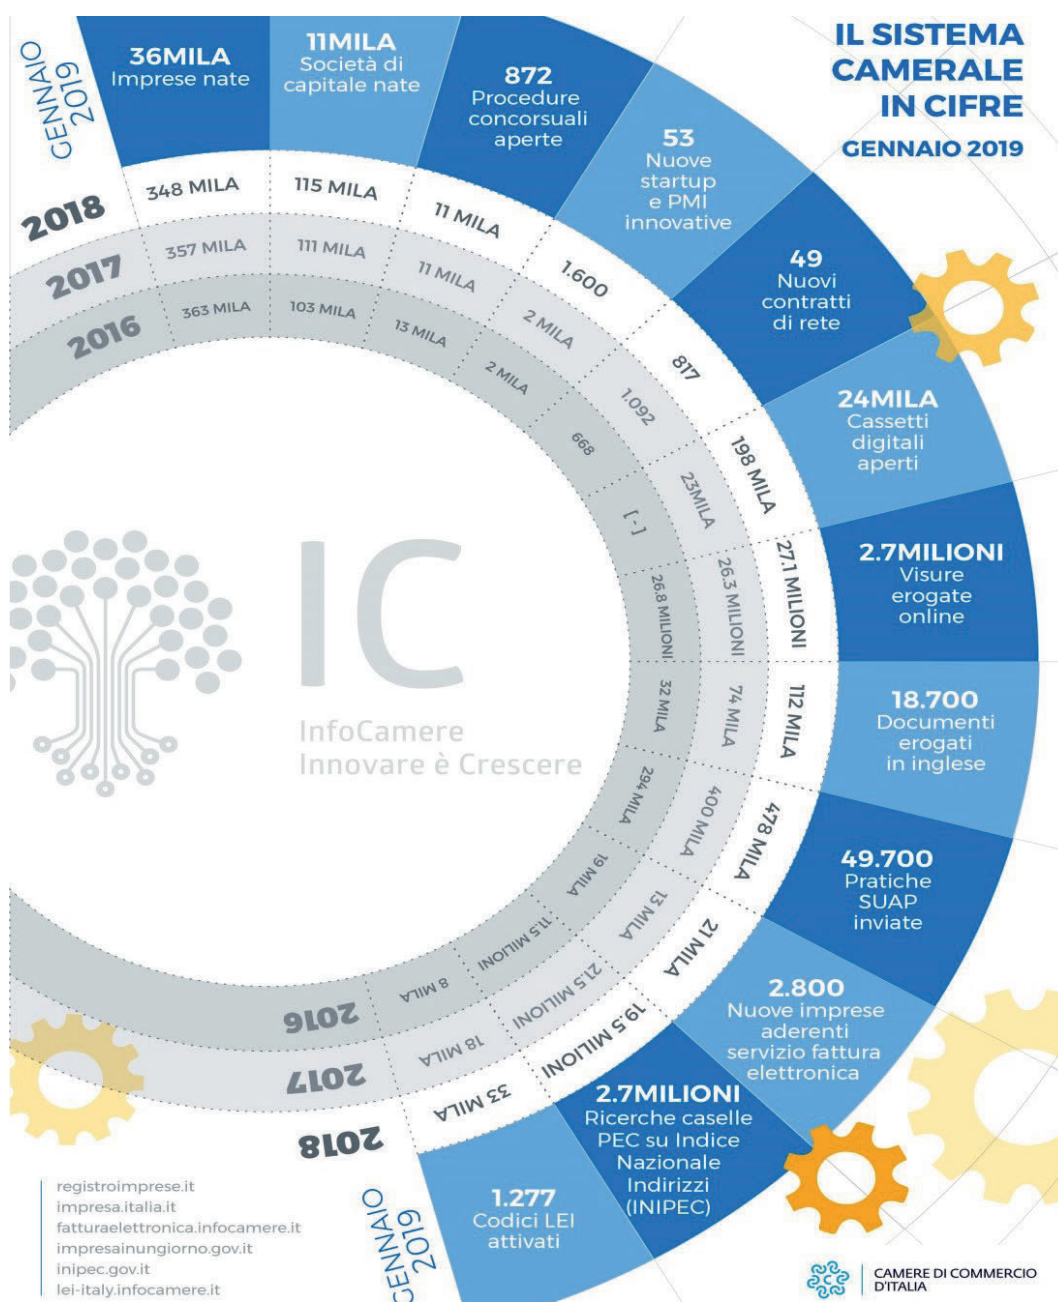 IL SISTEMA
CAMERALE
IN CIFRE
GENNAIO 2019
GENNAIO
2019
36MILA
Imprese nate
11MILA
Società di
capitale nate
872
Procedure
concorsuali
aperte
53
Nuove
startup
e PMI
innovative
49
Nuovi
contratti
di rete
24MILA
Cassetti
digitali
aperti
2.7MILIONI
Visure
erogate
online
18.700
Documenti
erogati
in inglese
49.700
Pratiche
SUAP
inviate
2.800
Nuove imprese
aderenti
servizio fattura
elettronica
2.7MILIONI
Ricerche caselle
PEC su Indice
Nazionale
Indirizzi
(INIPEC)
1.277
Codici LEI
attivati
GENNAIO
2019
2018
348 MILA
115 MILA
11 MILA
1.600
817
198 MILA
27.1 MILIONI
112 MILA
478 MILA
21 MILA
19.5 MILIONI
33 MILA
2018
2017
357 MILA
111 MILA
11 MILA
2 MILA
1.092
23MILA
26.3 MILIONI
74 MILA
400 MILA
13 MILA
21.5 MILIONI
18 MILA
2017
2016
363 MILA
103 MILA
13 MILA
2 MILA
668
[ - ]
26.8 MILIONI
32 MILA
294 MILA
19 MILA
11.5 MILIONI
8 MILA
2016
IC
InfoCamere
Innovare è Crescere
registroimprese.it
impresa.italia.it
fatturaelettronica.infocamere.it
impresainungiorno.gov.it
inipec.gov.it
lei-italy.infocamere.it
CAMERE DI COMMERCIO
D'ITALIA